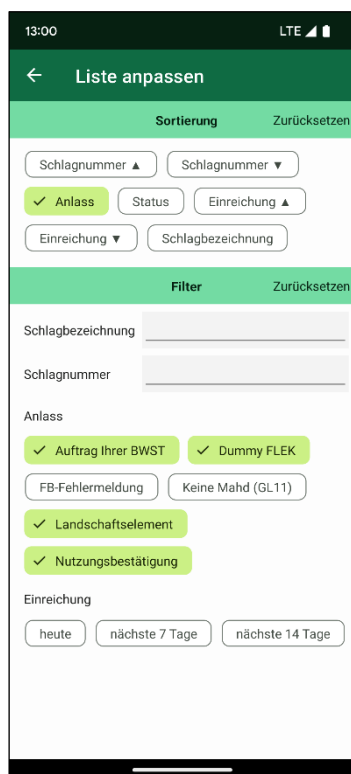 13:00 LTE
Liste anpassen
Sortierung Zurücksetzen
Schlagnummer ▲ Schlagnummer ▼
Anlass Status Einreichung ▲
Einreichung ▼ Schlagbezeichnung
Filter Zurücksetzen
Schlagbezeichnung
Schlagnummer
Anlass
Auftrag Ihrer BWST Dummy FLEK
FB-Fehlermeldung Keine Mahd (GL11)
Landschaftselement
Nutzungsbestätigung
Einreichung
heute nächste 7 Tage nächste 14 Tage